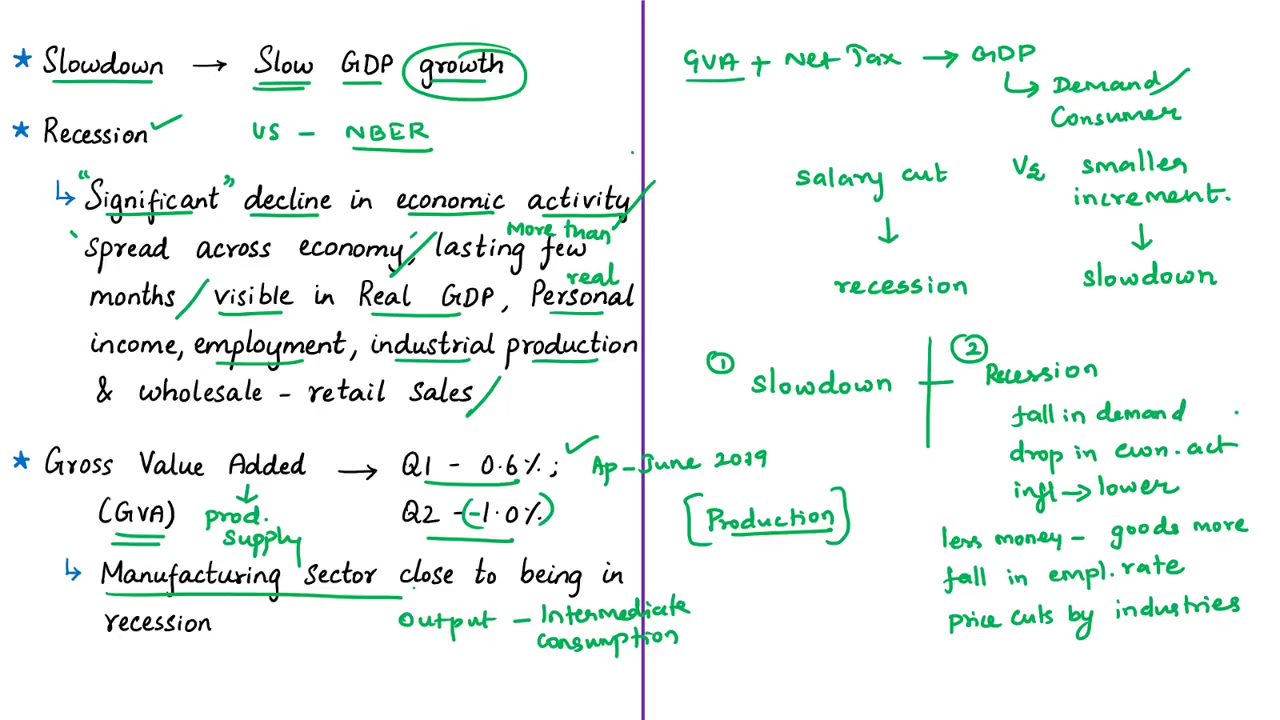 * Slowdown → Slow GDP growth
* Recession US - NBER
↳ "Significant" decline in economic activity
More than
'spread across economy', lasting few
real
months / visible in Real GDP, Personal
income, employment, industrial production
& wholesale - retail sales
* Gross Value Added → Q1 - 0.6%; Ap - June 2019
(GVA) Q2 - (-1.0%)
↓
prod.
supply
↳ Manufacturing sector close to being in
recession
Output - Intermediate
consumption
GVA + Net Tax → GDP
↳ Demand/
Consumer
salary cut Vs smaller
increment.
↓ ↓
recession slowdown
① ②
Slowdown Recession
fall in demand
drop in econ. act
infl → lower
[Production]
less money - goods more
fall in empl. rate
price cuts by industries